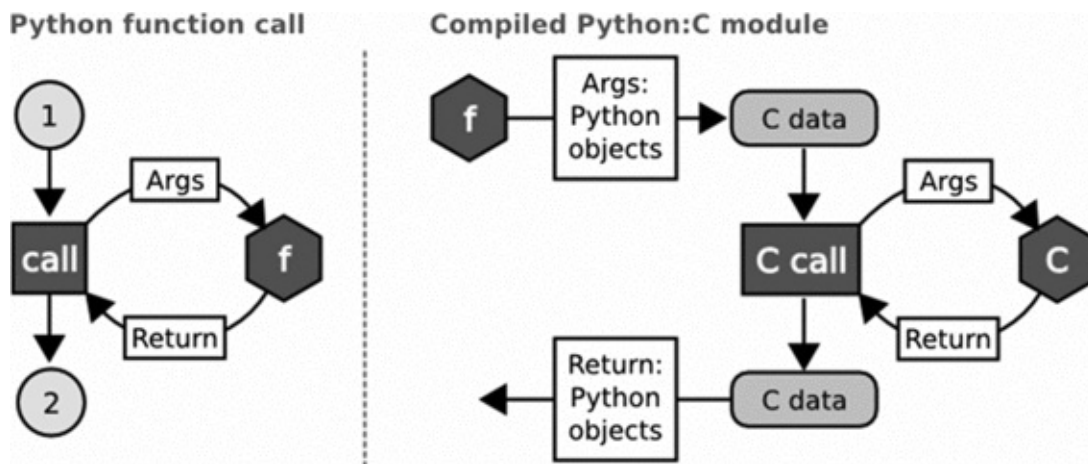 Python function call
1
Args
call
f
Return
2
Compiled Python:C module
f
Args:
Python
objects
C data
Args
C call
C
Return
Return:
Python
objects
C data